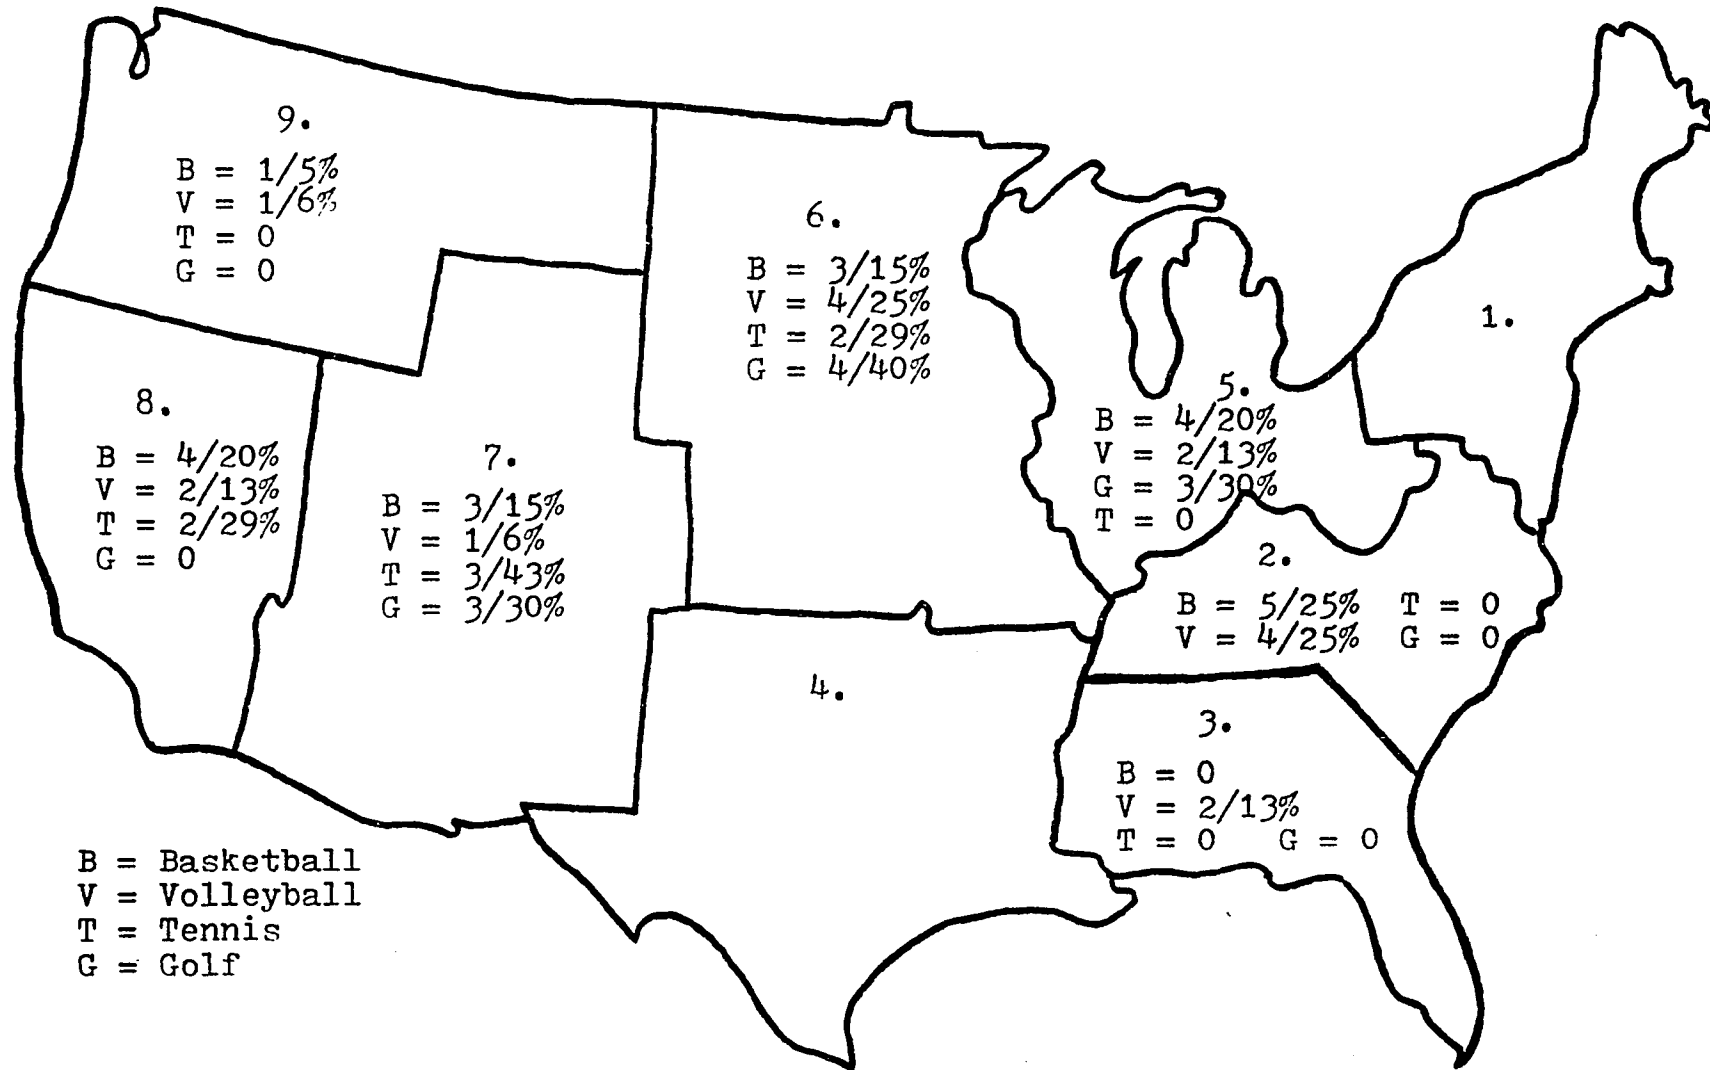 9.
B = 1/5%
V = 1/6%
T = 0
G = 0
6.
B = 3/15%
V = 4/25%
T = 2/29%
G = 4/40%
1.
8.
B = 4/20%
V = 2/13%
T = 2/29%
G = 0
7.
B = 3/15%
V = 1/6%
T = 3/43%
G = 3/30%
5.
B = 4/20%
V = 2/13%
G = 3/30%
T = 0
2.
B = 5/25% T = 0
V = 4/25% G = 0
4.
3.
B = 0
V = 2/13%
T = 0 G = 0
B = Basketball
V = Volleyball
T = Tennis
G = Golf